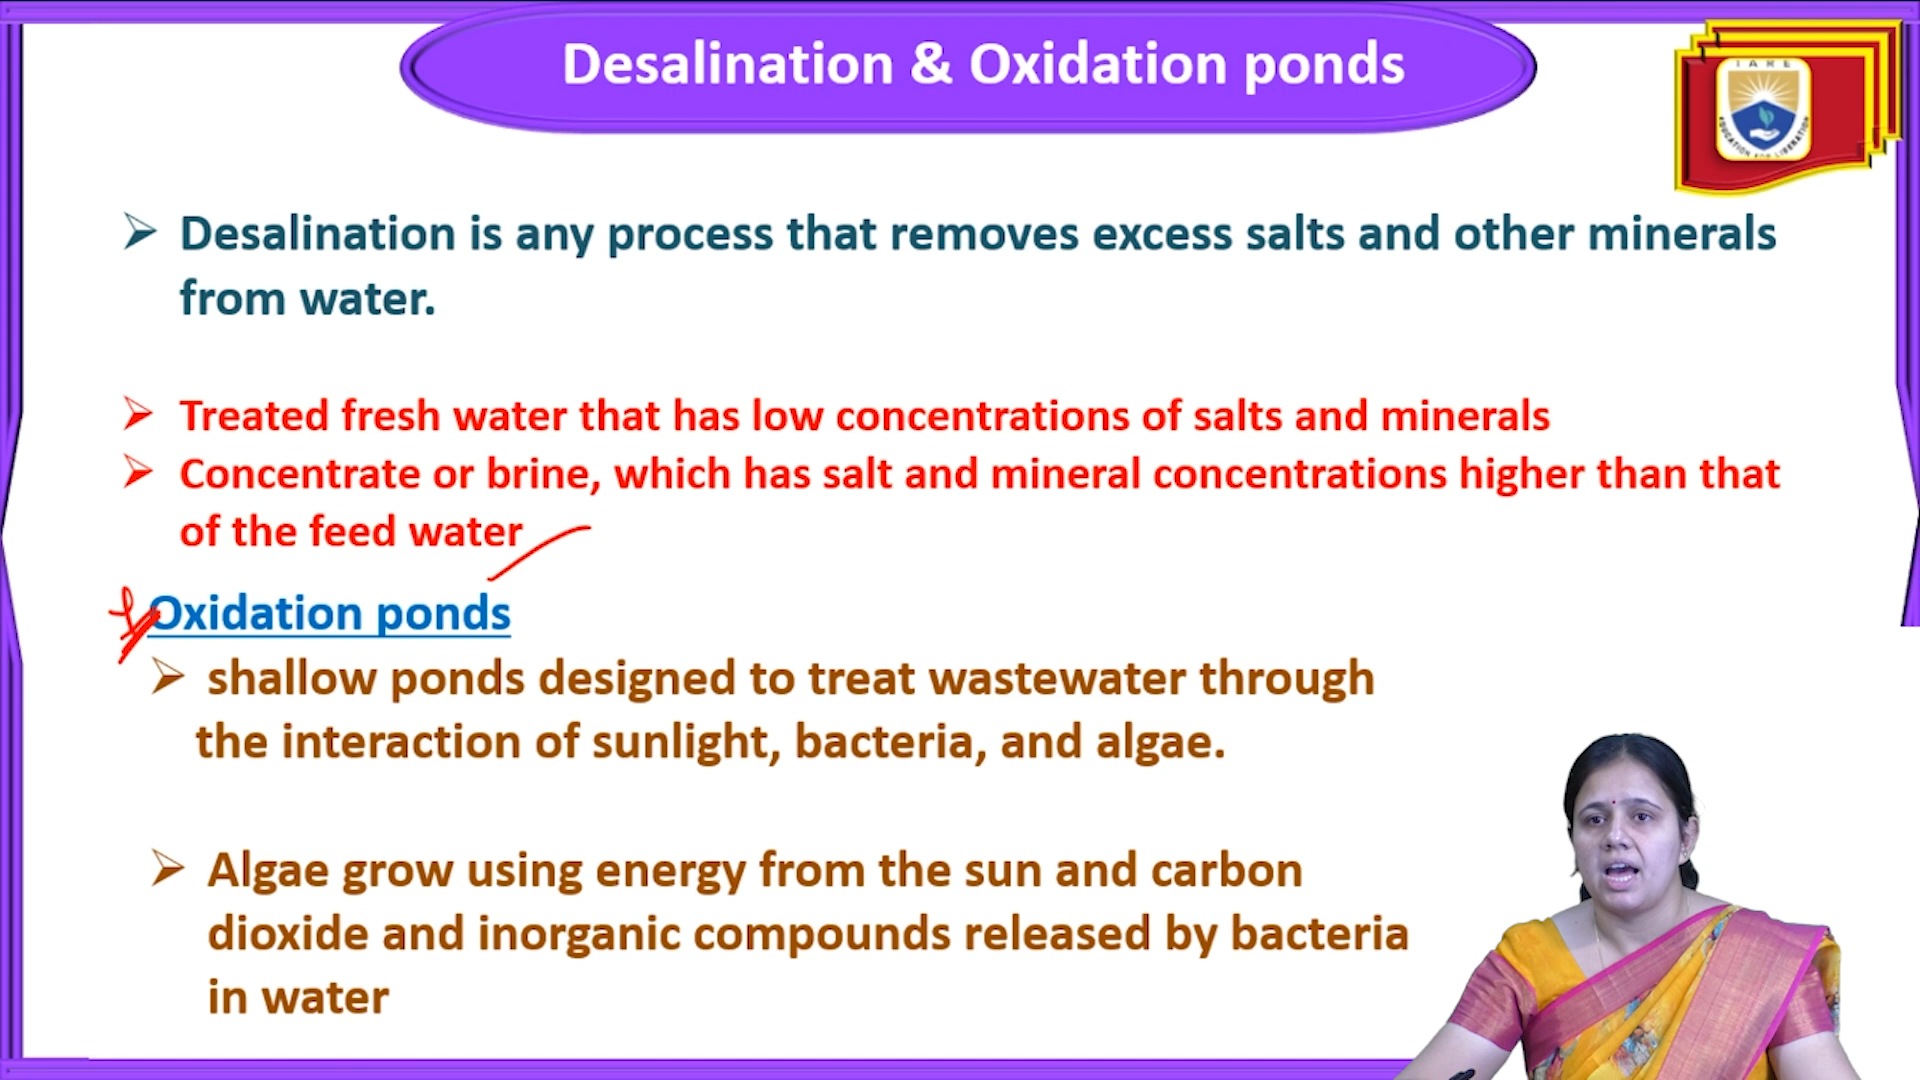 Desalination & Oxidation ponds
IARE
EDUCATION FOR LIBERATION
➢ Desalination is any process that removes excess salts and other minerals
from water.
➢ Treated fresh water that has low concentrations of salts and minerals
➢ Concentrate or brine, which has salt and mineral concentrations higher than that
of the feed water
Oxidation ponds
➢ shallow ponds designed to treat wastewater through
the interaction of sunlight, bacteria, and algae.
➢ Algae grow using energy from the sun and carbon
dioxide and inorganic compounds released by bacteria
in water